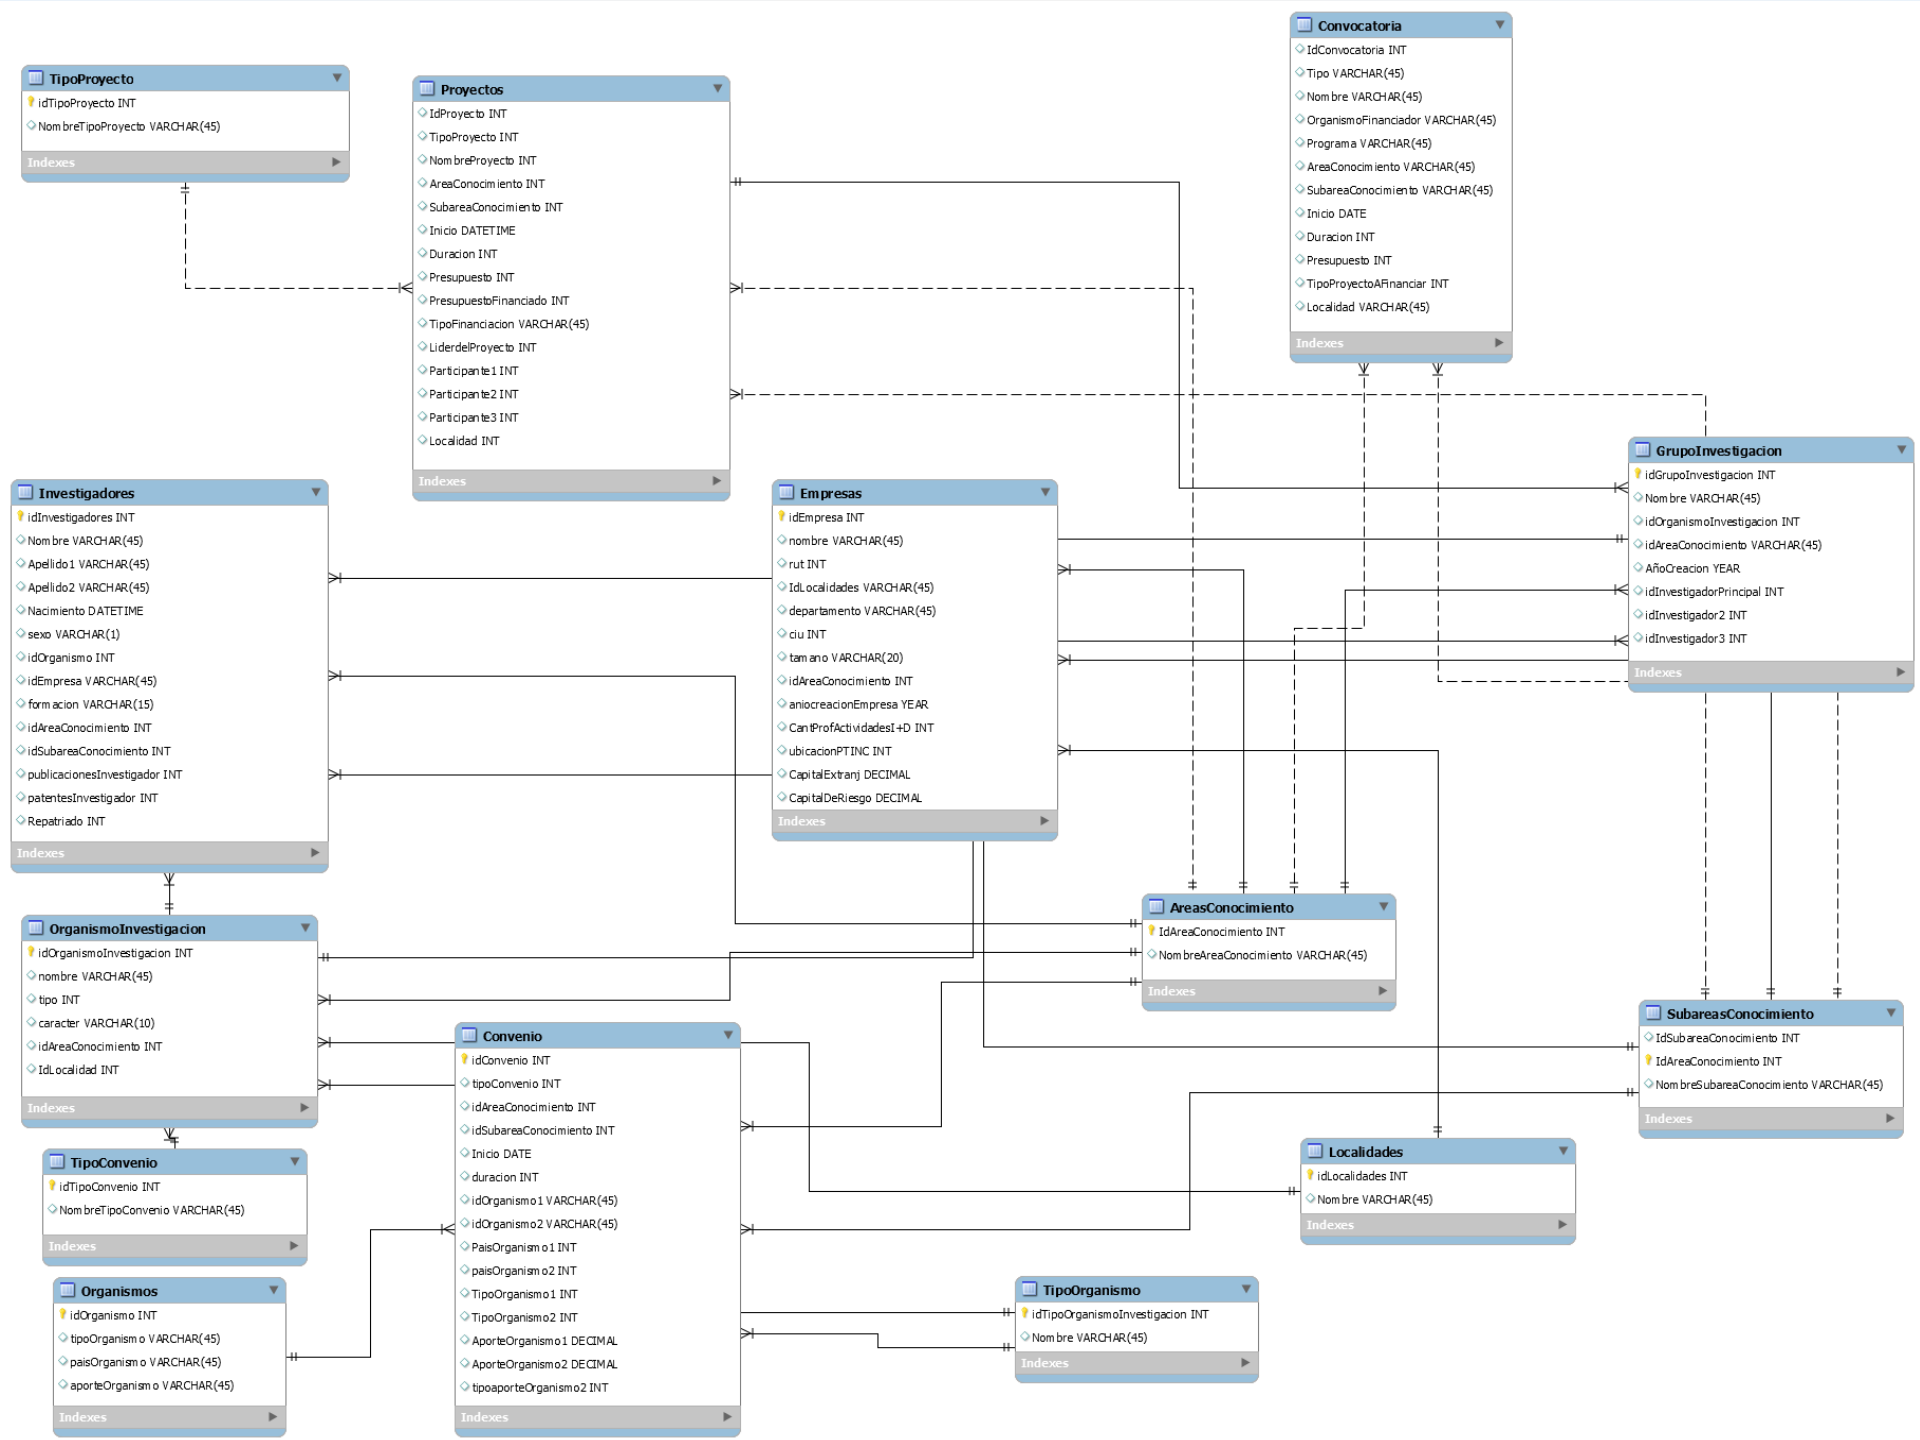 TipoProyecto
idTipoProyecto INT
NombreTipoProyecto VARCHAR(45)
Indexes
Proyectos
IdProyecto INT
TipoProyecto INT
NombreProyecto INT
AreaConocimiento INT
SubareaConocimiento INT
Inicio DATETIME
Duracion INT
Presupuesto INT
PresupuestoFinanciado INT
TipoFinanciacion VARCHAR(45)
LiderdelProyecto INT
Participante1 INT
Participante2 INT
Participante3 INT
Localidad INT
Indexes
Convocatoria
IdConvocatoria INT
Tipo VARCHAR(45)
Nombre VARCHAR(45)
OrganismoFinanciador VARCHAR(45)
Programa VARCHAR(45)
AreaConocimiento VARCHAR(45)
SubareaConocimiento VARCHAR(45)
Inicio DATE
Duracion INT
Presupuesto INT
TipoProyectoAFinanciar INT
Localidad VARCHAR(45)
Indexes
GrupoInvestigacion
idGrupoInvestigacion INT
Nombre VARCHAR(45)
idOrganismoInvestigacion INT
idAreaConocimiento VARCHAR(45)
AñoCreacion YEAR
idInvestigadorPrincipal INT
idInvestigador2 INT
idInvestigador3 INT
Indexes
Investigadores
idInvestigadores INT
Nombre VARCHAR(45)
Apellido1 VARCHAR(45)
Apellido2 VARCHAR(45)
Nacimiento DATETIME
sexo VARCHAR(1)
idOrganismo INT
idEmpresa VARCHAR(45)
formacion VARCHAR(15)
idAreaConocimiento INT
idSubareaConocimiento INT
publicacionesInvestigador INT
patentesInvestigador INT
Repatriado INT
Indexes
Empresas
idEmpresa INT
nombre VARCHAR(45)
rut INT
IdLocalidades VARCHAR(45)
departamento VARCHAR(45)
ciu INT
tamano VARCHAR(20)
idAreaConocimiento INT
aniocreacionEmpresa YEAR
CantProfActividadesI+D INT
ubicacionPTINC INT
CapitalExtranj DECIMAL
CapitalDeRiesgo DECIMAL
Indexes
OrganismoInvestigacion
idOrganismoInvestigacion INT
nombre VARCHAR(45)
tipo INT
caracter VARCHAR(10)
idAreaConocimiento INT
IdLocalidad INT
Indexes
AreasConocimiento
IdAreaConocimiento INT
NombreAreaConocimiento VARCHAR(45)
Indexes
SubareasConocimiento
IdSubareaConocimiento INT
IdAreaConocimiento INT
NombreSubareaConocimiento VARCHAR(45)
Indexes
Convenio
idConvenio INT
tipoConvenio INT
idAreaConocimiento INT
idSubareaConocimiento INT
Inicio DATE
duracion INT
idOrganismo1 VARCHAR(45)
idOrganismo2 VARCHAR(45)
PaisOrganismo1 INT
paisOrganismo2 INT
TipoOrganismo1 INT
TipoOrganismo2 INT
AporteOrganismo1 DECIMAL
AporteOrganismo2 DECIMAL
tipoaporteOrganismo2 INT
Indexes
TipoConvenio
idTipoConvenio INT
NombreTipoConvenio VARCHAR(45)
Indexes
Localidades
idLocalidades INT
Nombre VARCHAR(45)
Indexes
Organismos
idOrganismo INT
tipoOrganismo VARCHAR(45)
paisOrganismo VARCHAR(45)
aporteOrganismo VARCHAR(45)
Indexes
TipoOrganismo
idTipoOrganismoInvestigacion INT
Nombre VARCHAR(45)
Indexes